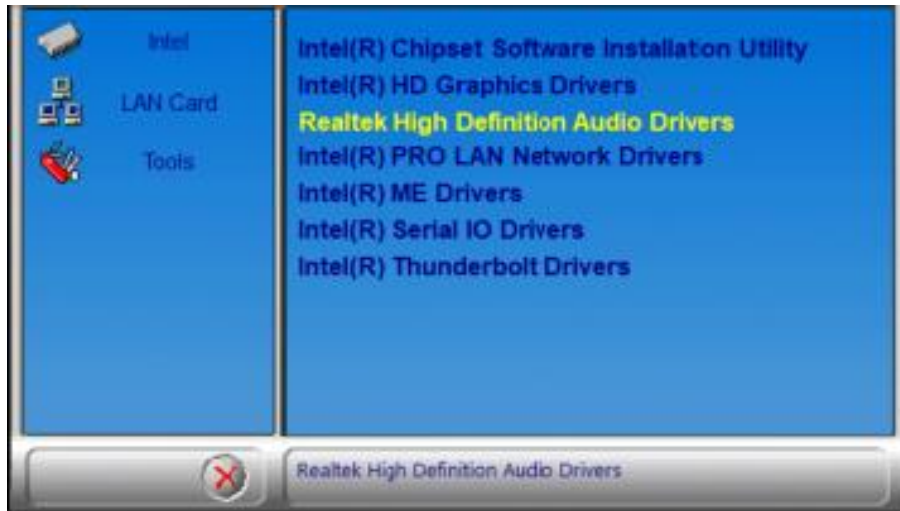 Intel
LAN Card
Tools
Intel(R) Chipset Software Installation Utility
Intel(R) HD Graphics Drivers
Realtek High Definition Audio Drivers
Intel(R) PRO LAN Network Drivers
Intel(R) ME Drivers
Intel(R) Serial IO Drivers
Intel(R) Thunderbolt Drivers
Realtek High Definition Audio Drivers